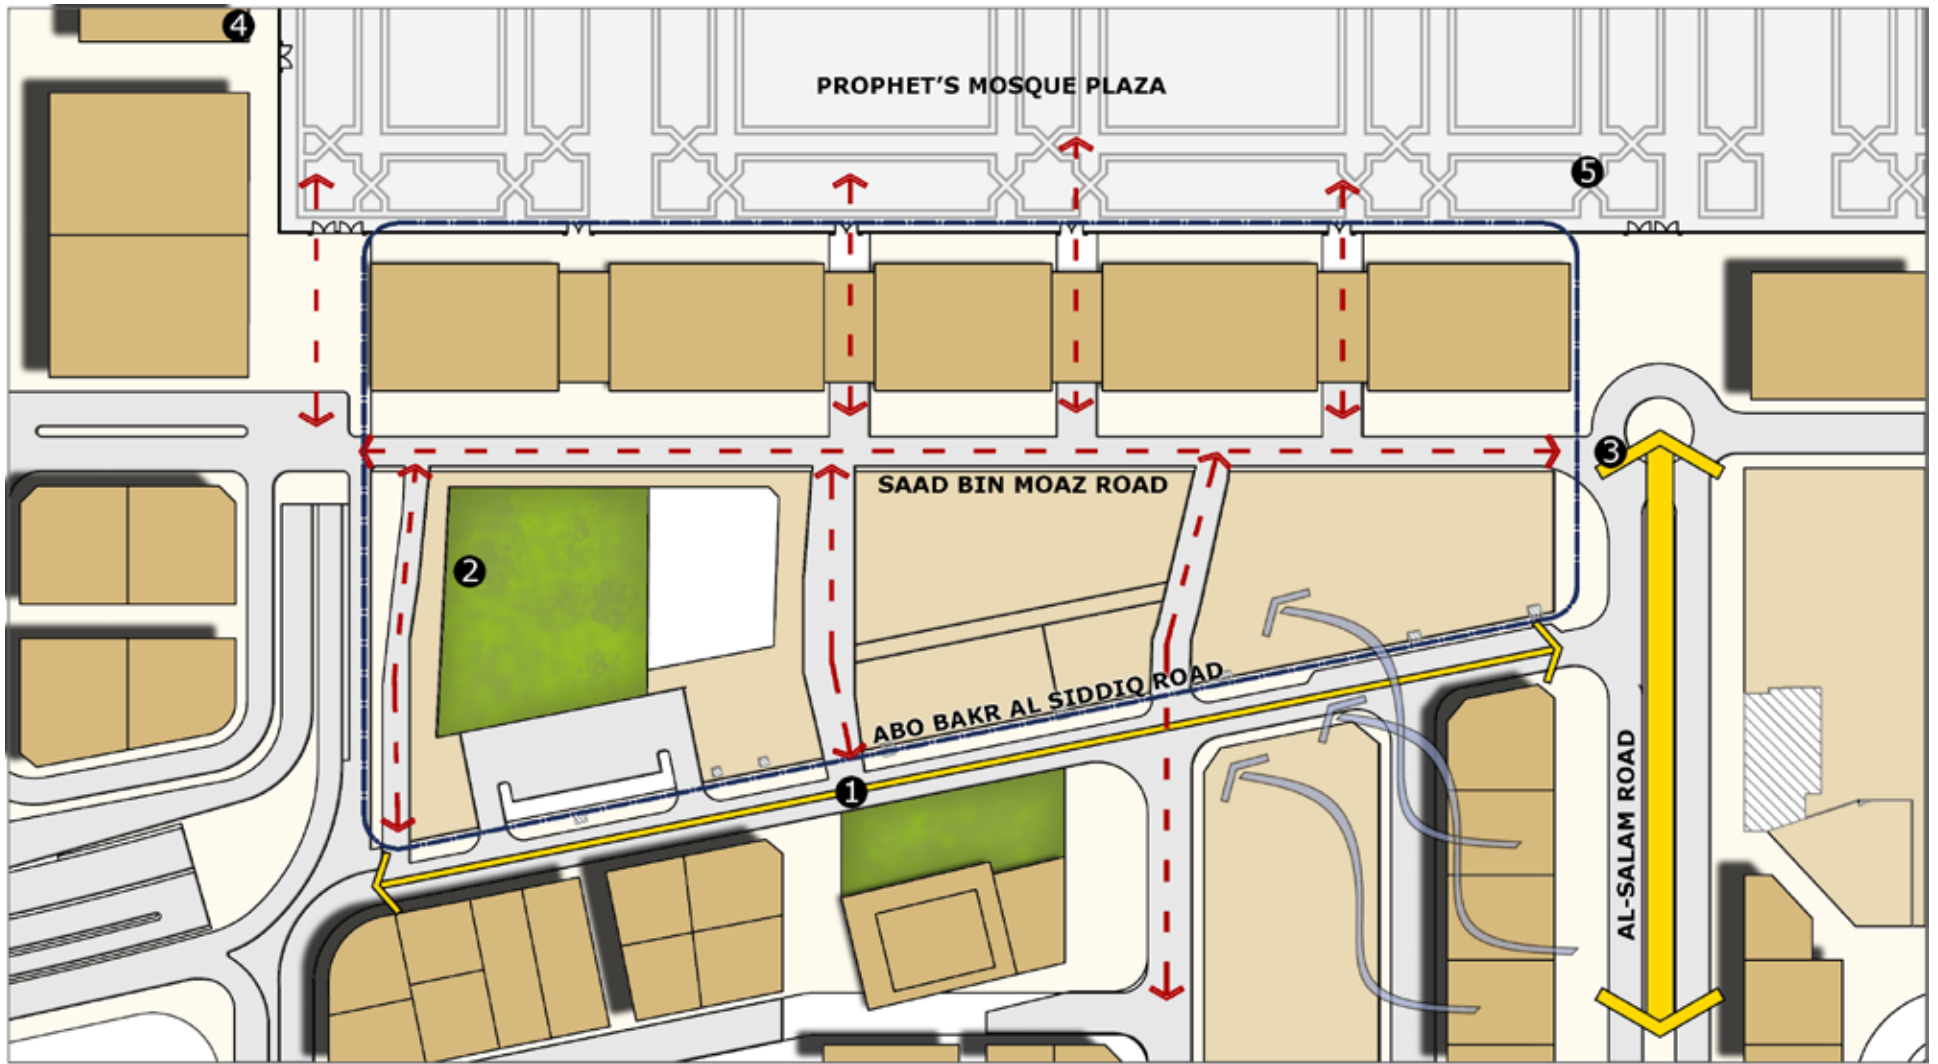 4
PROPHET'S MOSQUE PLAZA
5
3
SAAD BIN MOAZ ROAD
2
ABO BAKR AL SIDDIQ ROAD
1
AL-SALAM ROAD